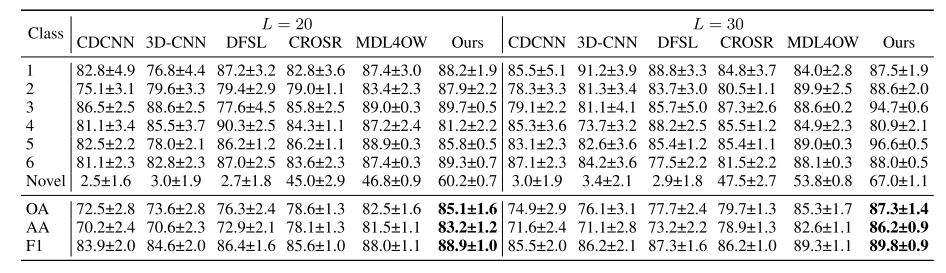 Class L = 20 L = 30
CDCNN 3D-CNN DFSL CROSR MDL4OW Ours CDCNN 3D-CNN DFSL CROSR MDL4OW Ours
1 82.8±4.9 76.8±4.4 87.2±3.2 82.8±3.6 87.4±3.0 88.2±1.9 85.5±5.1 91.2±3.9 88.8±3.3 84.8±3.7 84.0±2.8 87.5±1.9
2 75.1±3.1 79.6±3.3 79.4±2.9 79.0±1.1 83.4±2.3 87.9±2.2 78.3±3.3 81.3±3.4 83.7±3.0 80.5±1.1 89.9±2.5 88.6±2.0
3 86.5±2.5 88.6±2.5 77.6±4.5 85.8±2.5 89.0±0.3 89.7±0.5 79.1±2.2 81.1±4.1 85.7±5.0 87.3±2.6 88.6±0.2 94.7±0.6
4 81.1±3.4 85.5±3.7 90.3±2.5 84.3±1.1 87.2±2.4 81.2±2.2 85.3±3.6 73.7±3.2 88.2±2.5 85.5±1.2 84.9±2.3 80.9±2.1
5 82.5±2.2 78.0±2.1 86.2±1.2 86.2±1.1 88.9±0.3 85.8±0.5 83.1±2.3 82.6±3.6 85.4±1.2 85.4±1.1 89.0±0.3 96.6±0.5
6 81.1±2.3 82.8±2.3 87.0±2.5 83.6±2.3 87.4±0.3 89.3±0.7 87.1±2.3 84.2±3.6 77.5±2.2 81.5±2.2 88.1±0.3 88.0±0.5
Novel 2.5±1.6 3.0±1.9 2.7±1.8 45.0±2.9 46.8±0.9 60.2±0.7 3.0±1.9 3.4±2.1 2.9±1.8 47.5±2.7 53.8±0.8 67.0±1.1
OA 72.5±2.8 73.6±2.8 76.3±2.4 78.6±1.3 82.5±1.6 85.1±1.6 74.9±2.9 76.1±3.1 77.7±2.4 79.7±1.3 85.3±1.7 87.3±1.4
AA 70.2±2.4 70.6±2.3 72.9±2.1 78.1±1.3 81.5±1.1 83.2±1.2 71.6±2.4 71.1±2.8 73.2±2.2 78.9±1.3 82.6±1.1 86.2±0.9
F1 83.9±2.0 84.6±2.0 86.4±1.6 85.6±1.0 88.0±1.1 88.9±1.0 85.5±2.0 86.2±2.1 87.3±1.6 86.2±1.0 89.3±1.1 89.8±0.9